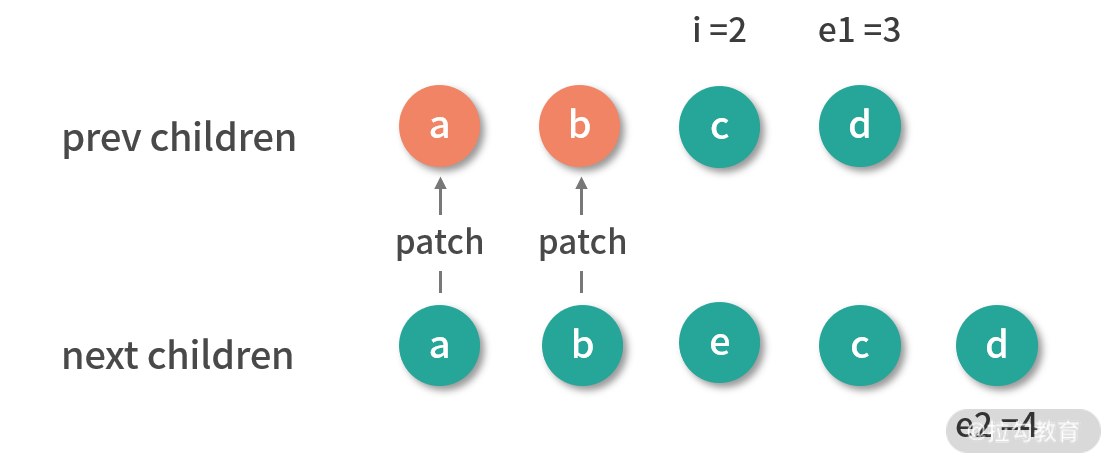 i =2 e1 =3
prev children a b c d
patch patch
next children a b e c d
e2 =4
@拉勾教育